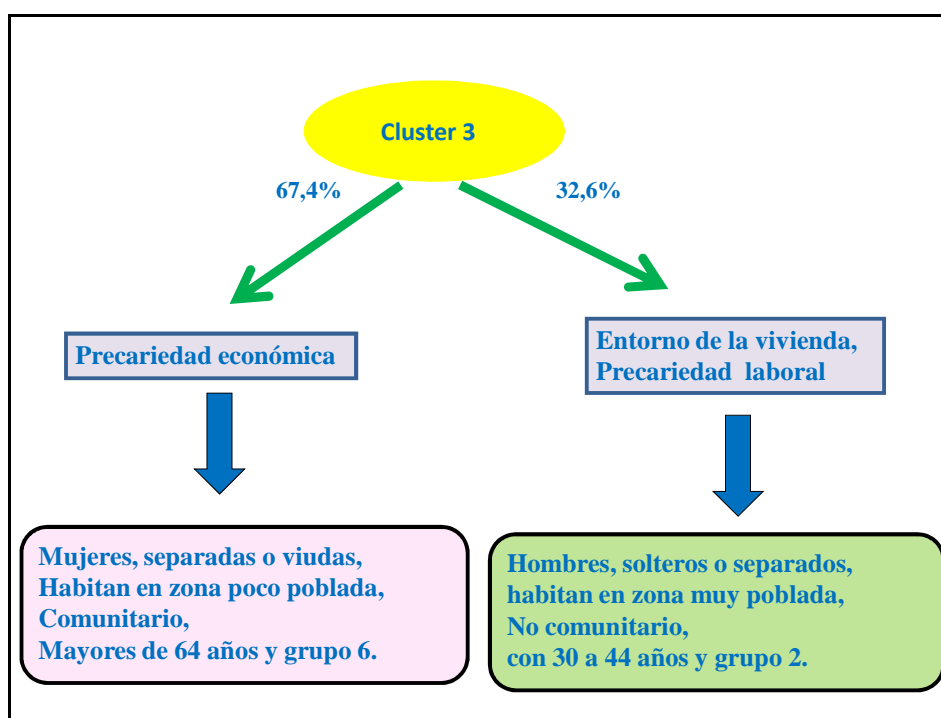 Cluster 3
67,4%
32,6%
Precariedad económica
Entorno de la vivienda,
Precariedad laboral
Mujeres, separadas o viudas,
Habitan en zona poco poblada,
Comunitario,
Mayores de 64 años y grupo 6.
Hombres, solteros o separados,
habitan en zona muy poblada,
No comunitario,
con 30 a 44 años y grupo 2.